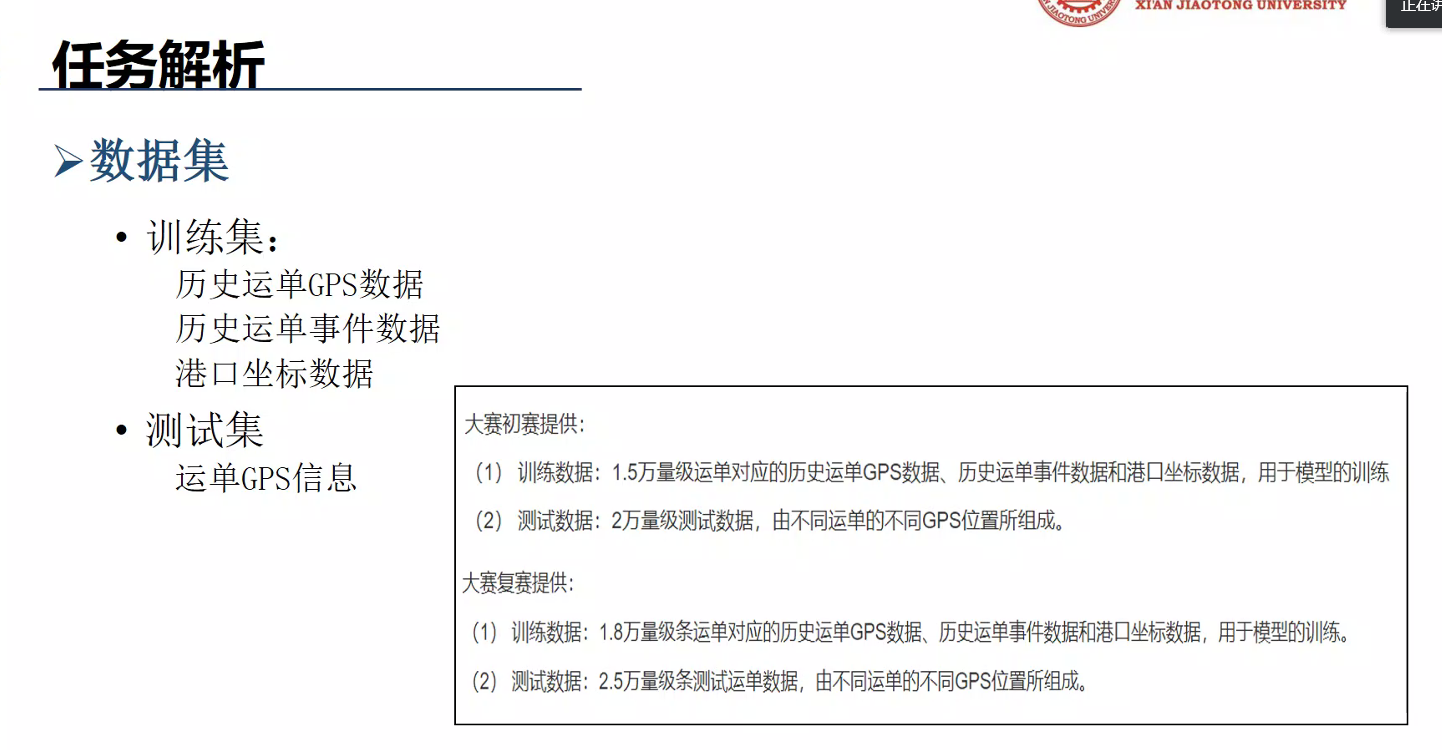 XI'AN JIAOTONG UNIVERSITY
JIAOTONG UNIVERS
正在讲
任务解析
➢数据集
• 训练集：
历史运单GPS数据
历史运单事件数据
港口坐标数据
• 测试集
运单GPS信息
大赛初赛提供：
（1） 训练数据：1.5万量级运单对应的历史运单GPS数据、历史运单事件数据和港口坐标数据，用于模型的训练
（2） 测试数据：2万量级测试数据，由不同运单的不同GPS位置所组成。
大赛复赛提供：
（1） 训练数据：1.8万量级条运单对应的历史运单GPS数据、历史运单事件数据和港口坐标数据，用于模型的训练。
（2） 测试数据：2.5万量级条测试运单数据，由不同运单的不同GPS位置所组成。